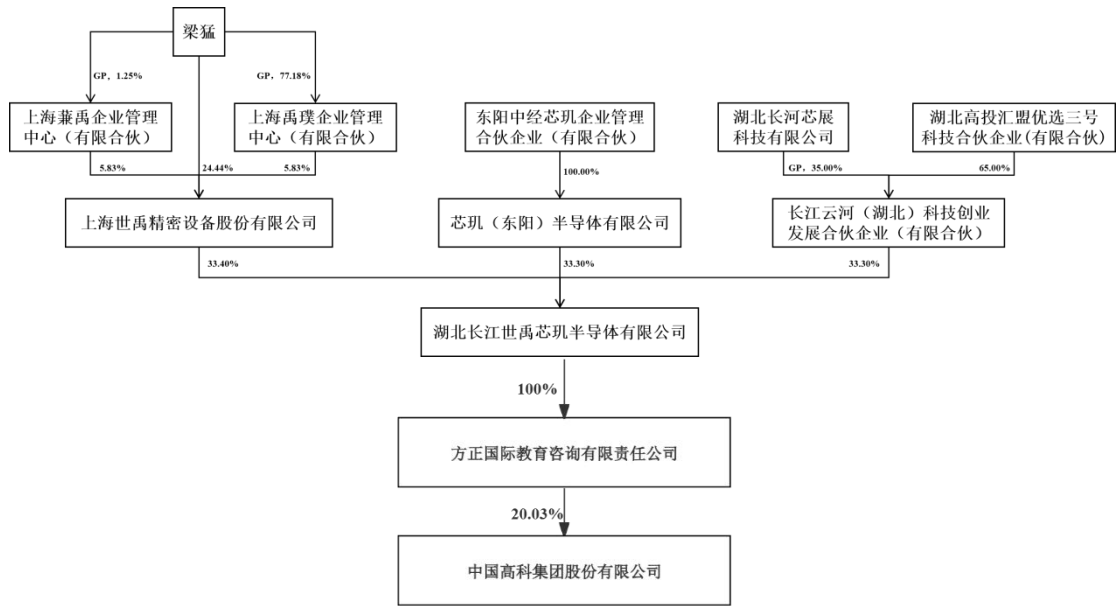 梁猛
GP，1.25%
GP，77.18%
上海蒹禹企业管理
中心（有限合伙）
上海禹璞企业管理
中心（有限合伙）
东阳中经芯玑企业管理
合伙企业（有限合伙）
湖北长河芯展
科技有限公司
湖北高投汇盟优选三号
科技合伙企业(有限合伙)
5.83%
24.44%
5.83%
100.00%
GP，35.00%
65.00%
上海世禹精密设备股份有限公司
芯玑（东阳）半导体有限公司
长江云河（湖北）科技创业
发展合伙企业（有限合伙）
33.40%
33.30%
33.30%
湖北长江世禹芯玑半导体有限公司
100%
方正国际教育咨询有限责任公司
20.03%
中国高科集团股份有限公司